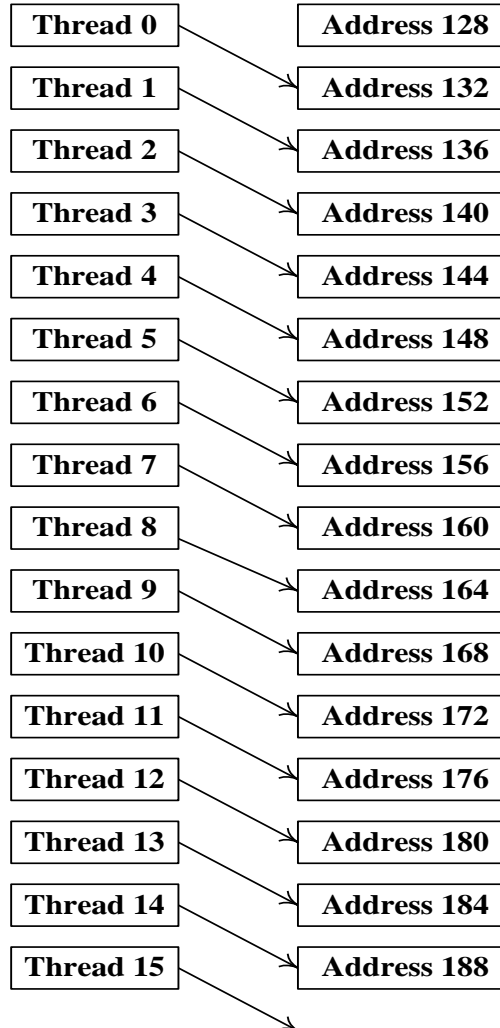 Thread 0 Address 128
Thread 1 Address 132
Thread 2 Address 136
Thread 3 Address 140
Thread 4 Address 144
Thread 5 Address 148
Thread 6 Address 152
Thread 7 Address 156
Thread 8 Address 160
Thread 9 Address 164
Thread 10 Address 168
Thread 11 Address 172
Thread 12 Address 176
Thread 13 Address 180
Thread 14 Address 184
Thread 15 Address 188